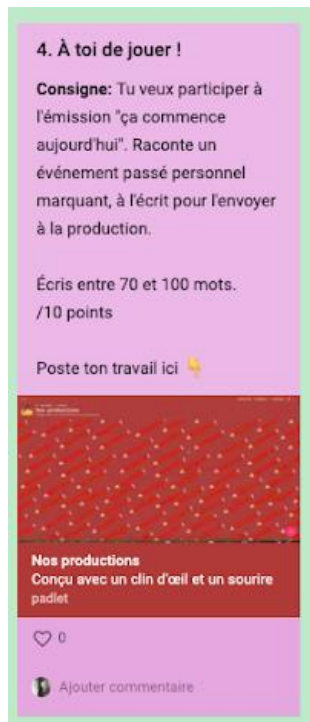 4. À toi de jouer !
Consigne: Tu veux participer à
l'émission "ça commence
aujourd'hui". Raconte un
événement passé personnel
marquant, à l'écrit pour l'envoyer
à la production.
Écris entre 70 et 100 mots.
/10 points
Poste ton travail ici 👇
Nos productions
Nos productions
Conçu avec un clin d'œil et un sourire
padlet
0
Ajouter commentaire